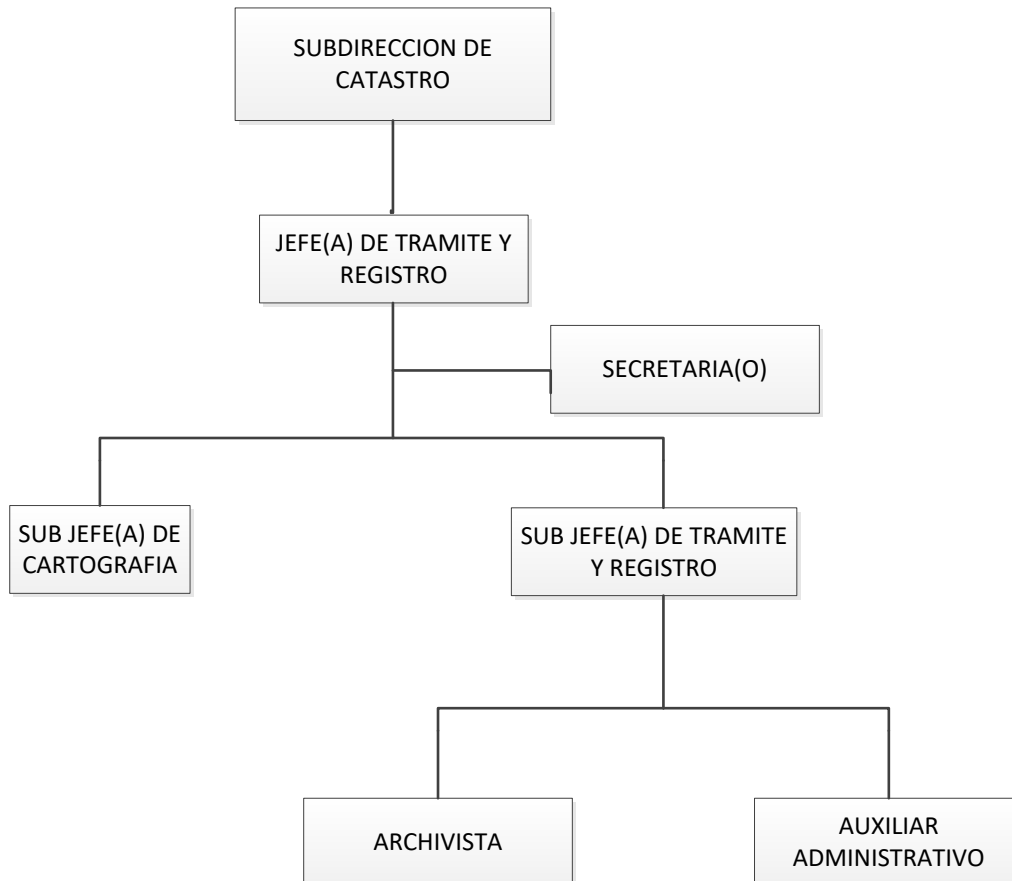 SUBDIRECCION DE
CATASTRO
JEFE(A) DE TRAMITE Y
REGISTRO
SECRETARIA(O)
SUB JEFE(A) DE
CARTOGRAFIA
SUB JEFE(A) DE TRAMITE
Y REGISTRO
ARCHIVISTA
AUXILIAR
ADMINISTRATIVO